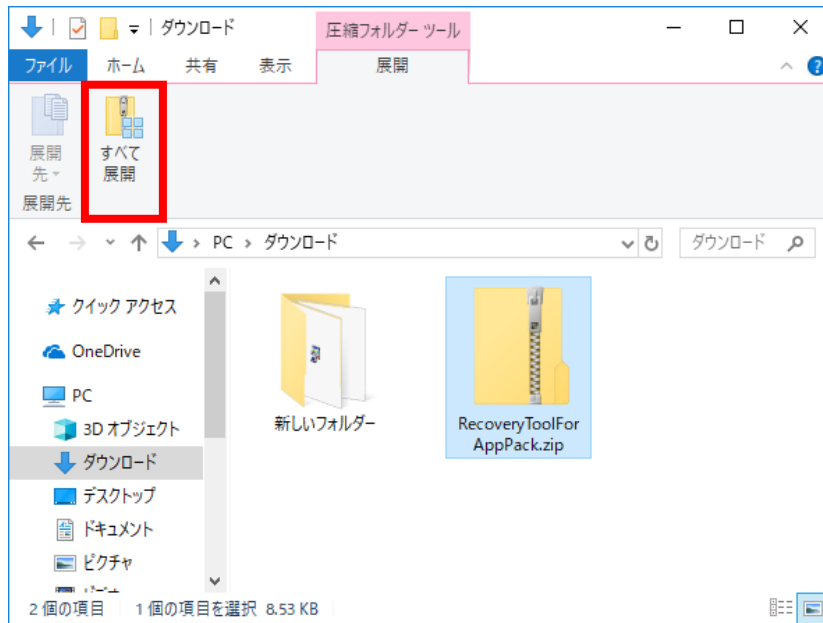 ダウンロード
圧縮フォルダー ツール
ファイル ホーム 共有 表示 展開
展開
先
すべて
展開
展開先
PC ダウンロード
ダウンロード
クイック アクセス
OneDrive
PC
3D オブジェクト
ダウンロード
デスクトップ
ドキュメント
ピクチャ
新しいフォルダー
RecoveryToolFor
AppPack.zip
2 個の項目 1 個の項目を選択 8.53 KB